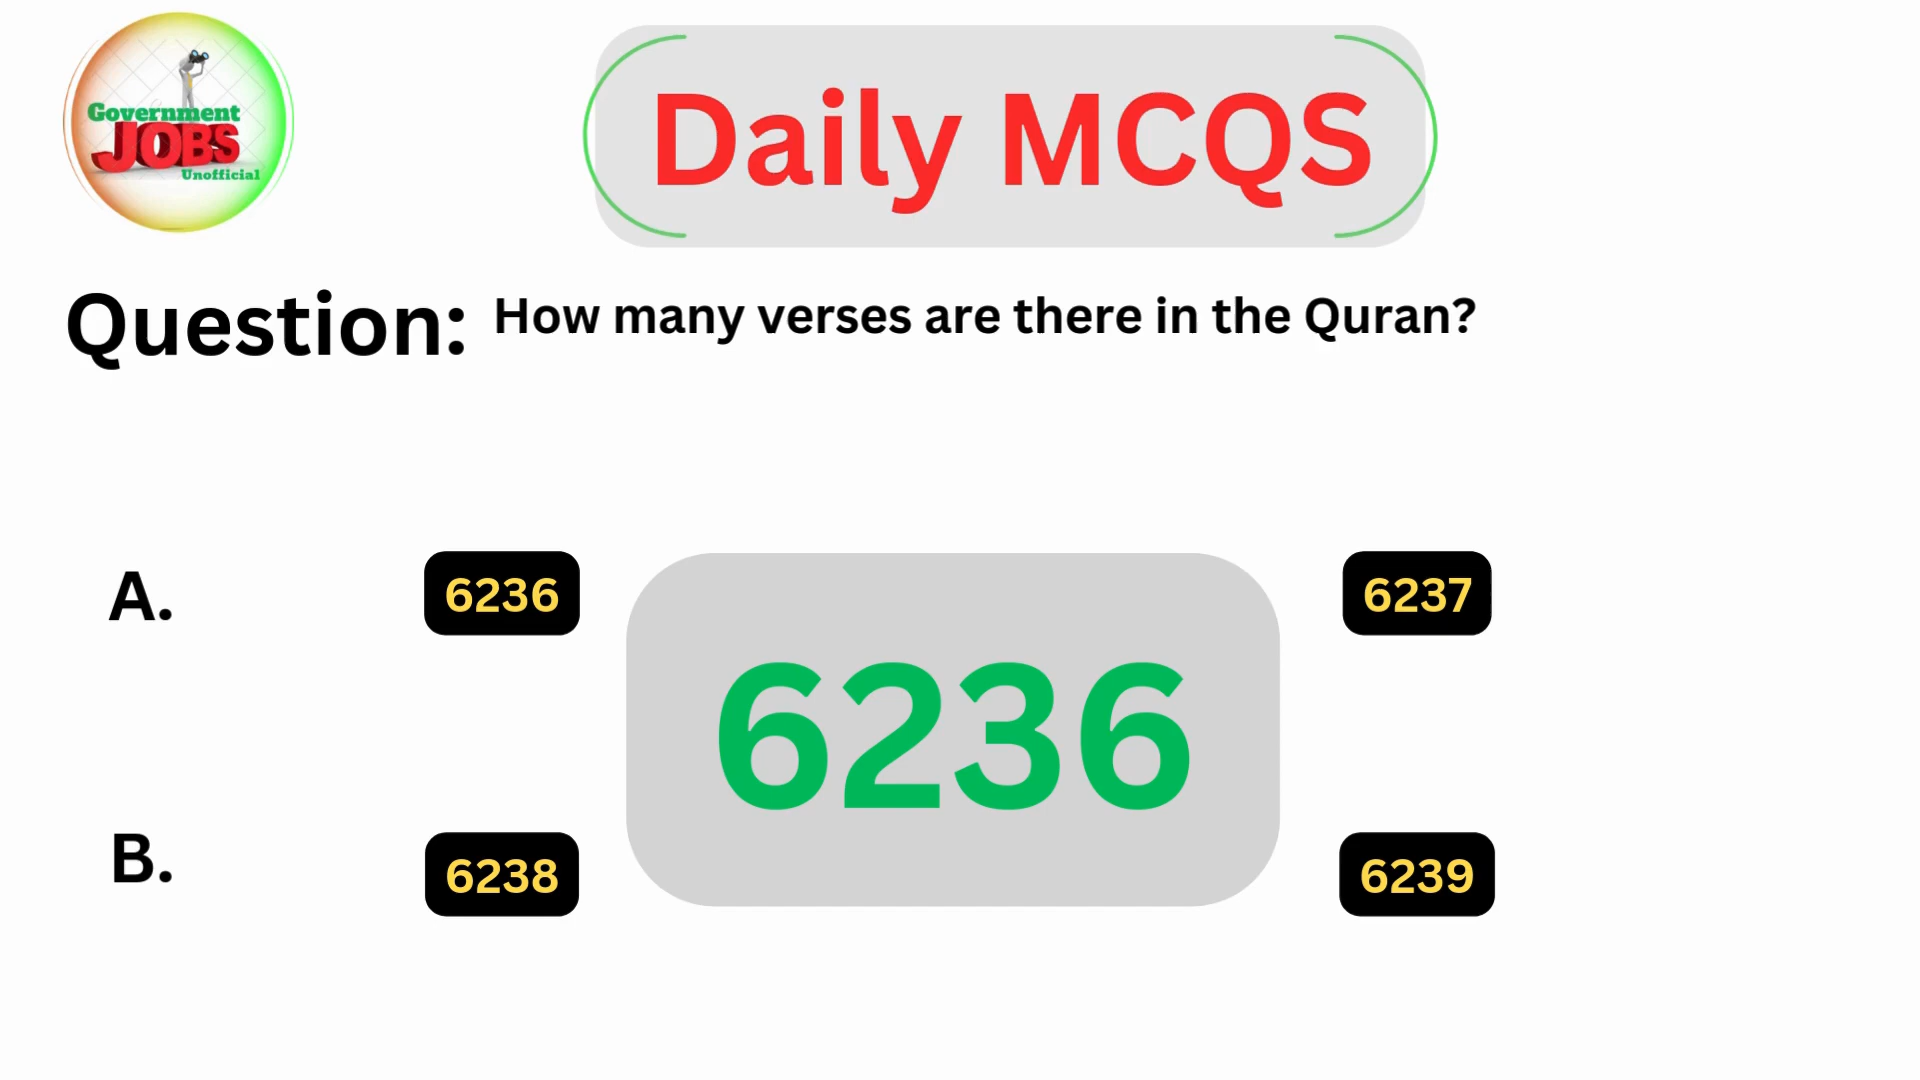 Government
JOBS
Unofficial
Daily MCQS
Question: How many verses are there in the Quran?
A. 6236 6237
6236
B. 6238 6239